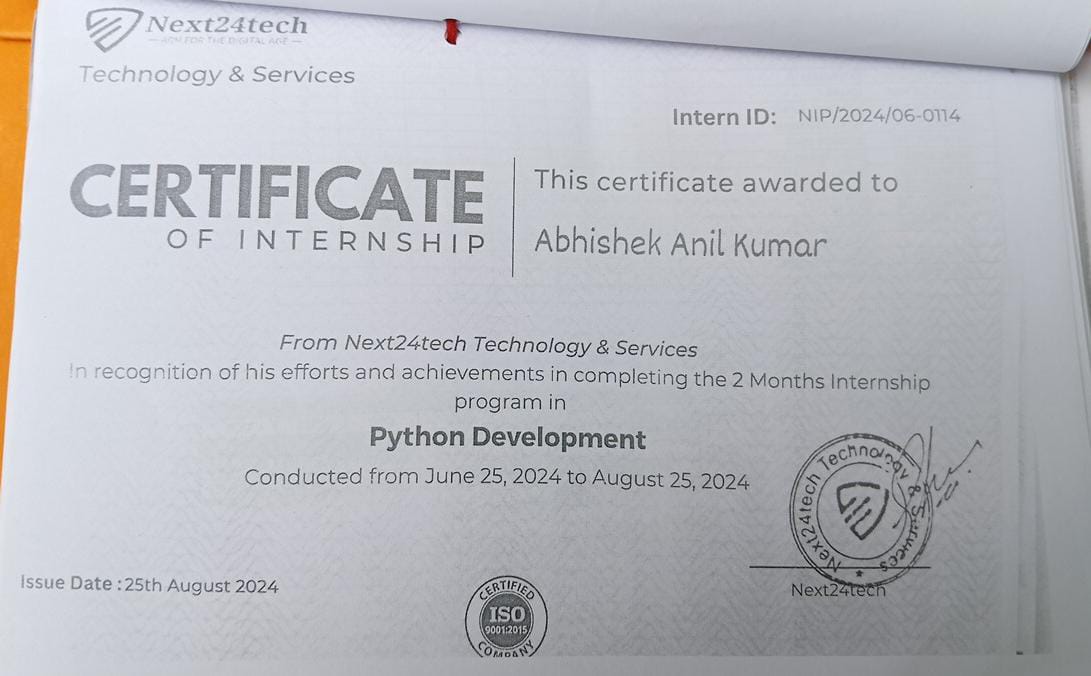 Next24tech
— ARM FOR THE DIGITAL AGE —
Technology & Services
Intern ID: NIP/2024/06-0114
CERTIFICATE
OF INTERNSHIP
This certificate awarded to
Abhishek Anil Kumar
From Next24tech Technology & Services
In recognition of his efforts and achievements in completing the 2 Months Internship
program in
Python Development
Conducted from June 25, 2024 to August 25, 2024
Next24tech Technology & Services
Issue Date : 25th August 2024
Next24tech
CERTIFIED
ISO
9001:2015
COMPANY